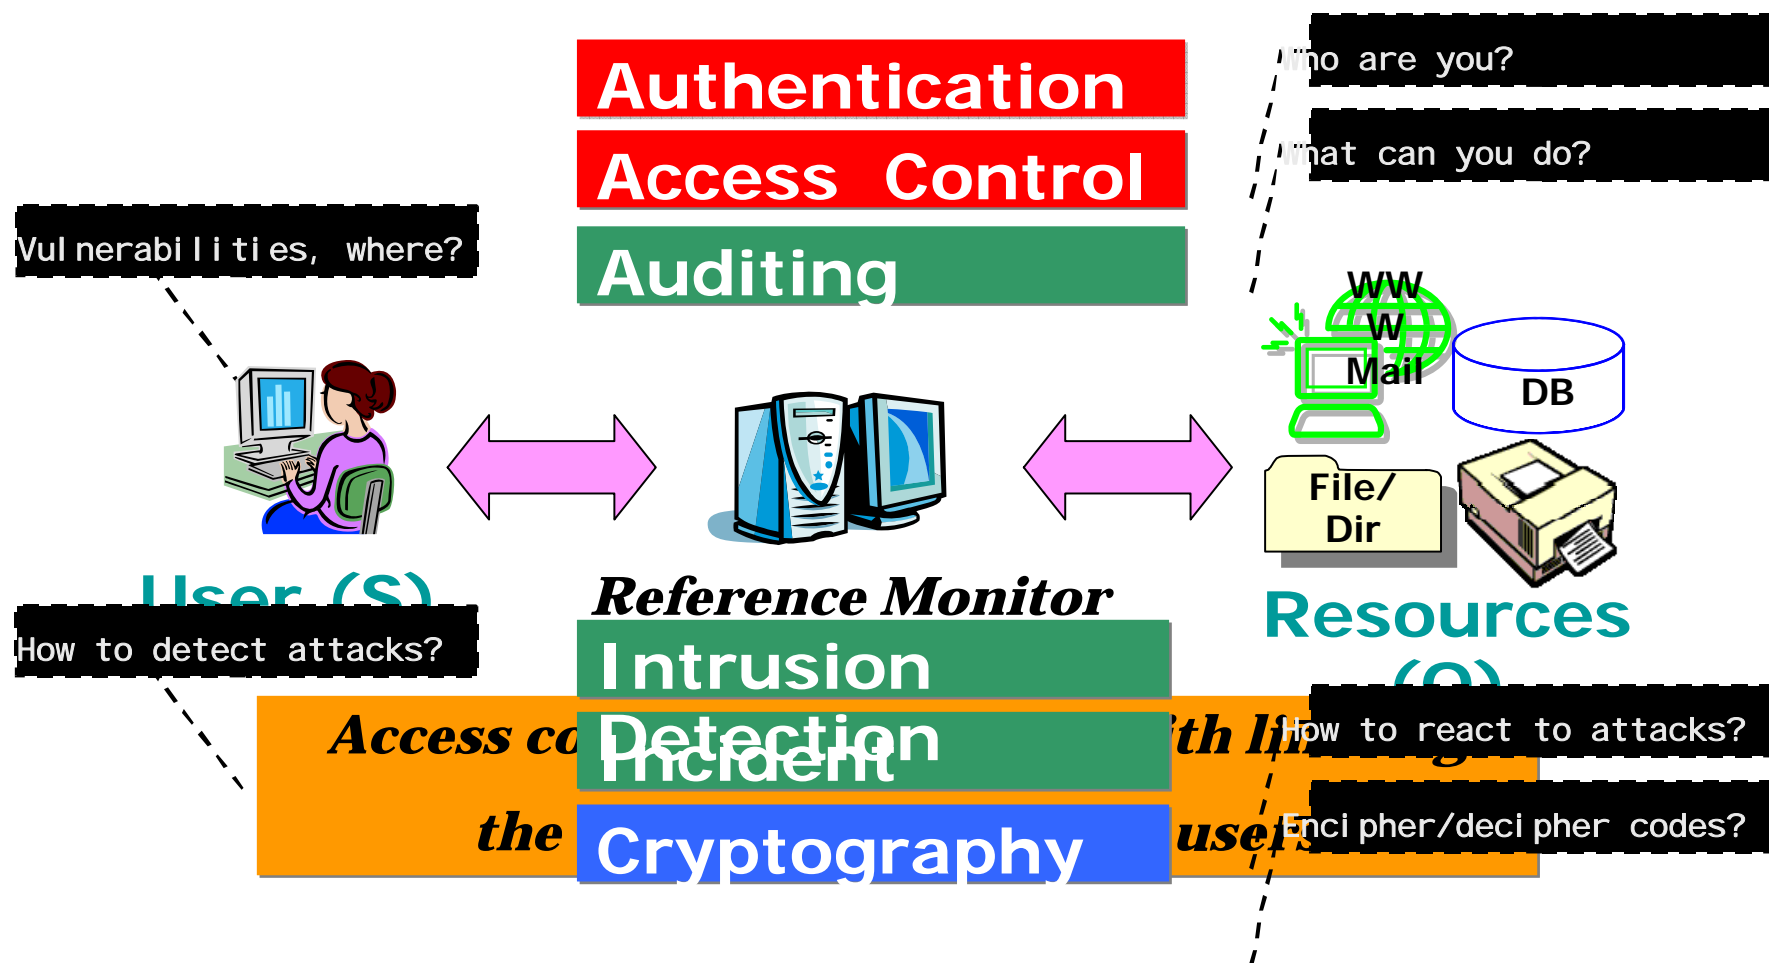 Authentication
Who are you?
Access Control
What can you do?
Vulnerabilities, where?
Auditing
WW
W
Mail
DB
File/
Dir
User (S)
Reference Monitor
Resources
(O)
How to detect attacks?
Intrusion
Detection
Incident
How to react to attacks?
Access
the
users
Cryptography
Encipher/decipher codes?